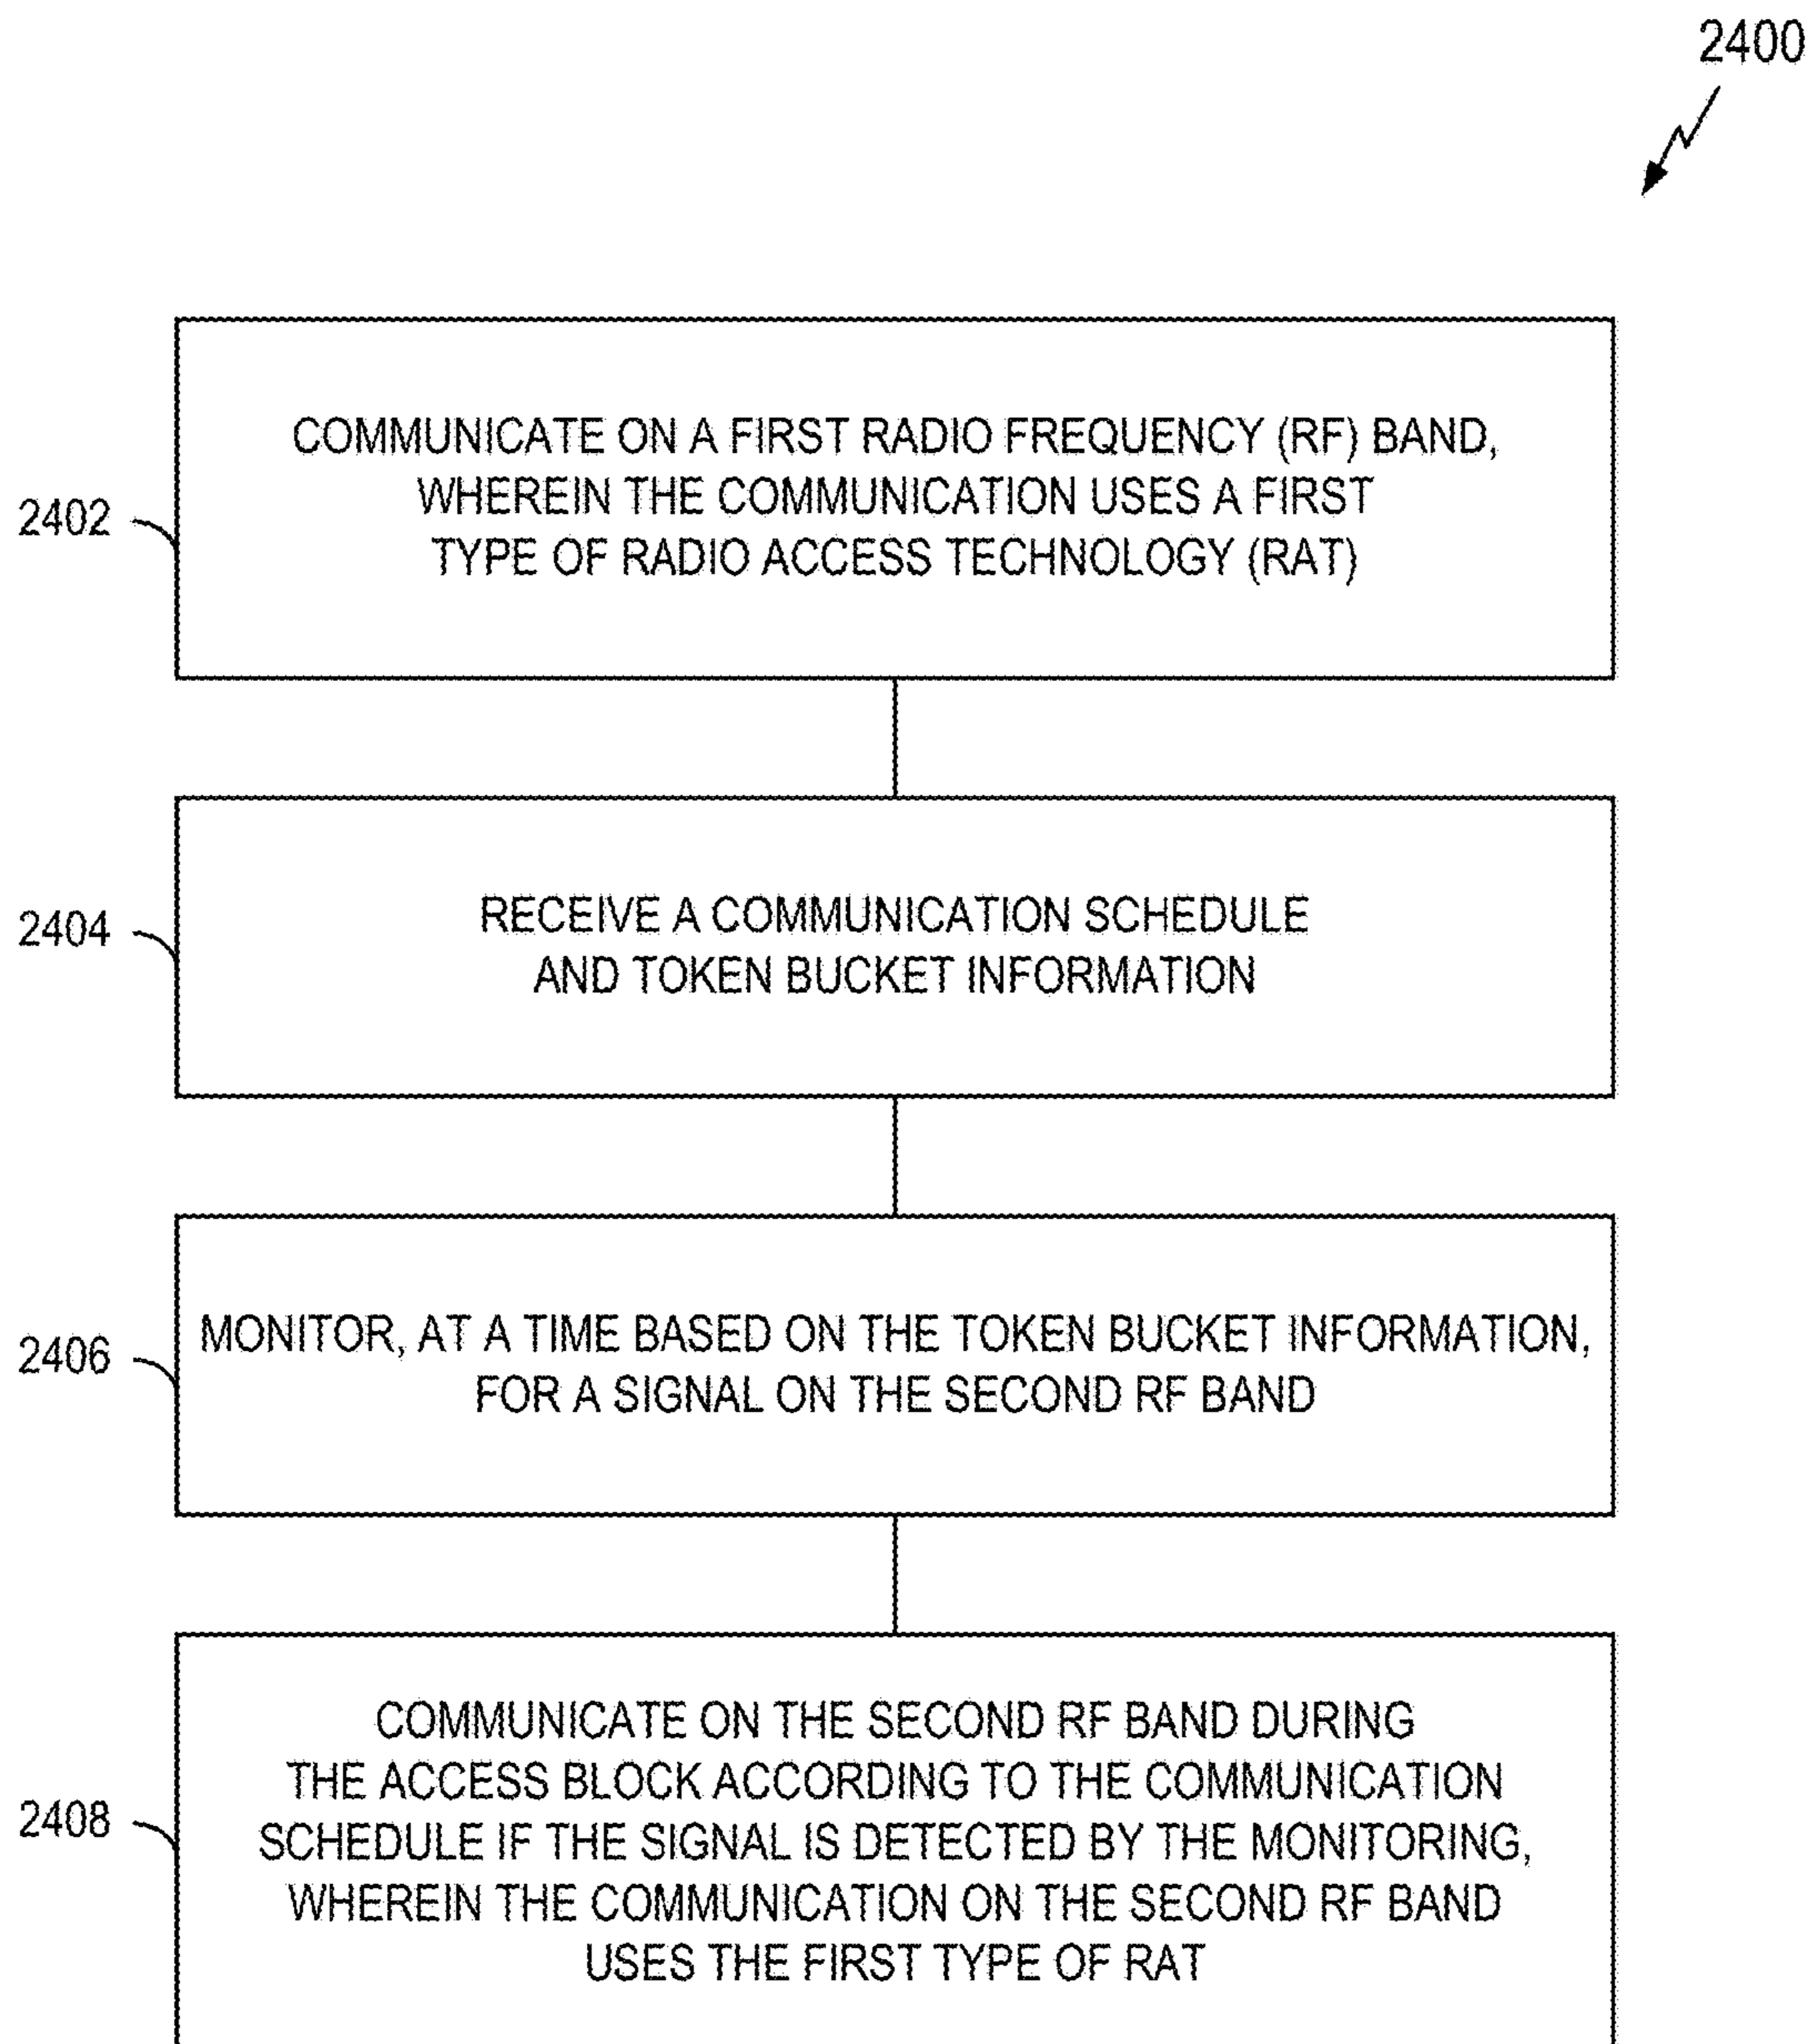 2400
COMMUNICATE ON A FIRST RADIO FREQUENCY (RF) BAND,
WHEREIN THE COMMUNICATION USES A FIRST
TYPE OF RADIO ACCESS TECHNOLOGY (RAT)
2402
RECEIVE A COMMUNICATION SCHEDULE
AND TOKEN BUCKET INFORMATION
2404
MONITOR, AT A TIME BASED ON THE TOKEN BUCKET INFORMATION,
FOR A SIGNAL ON THE SECOND RF BAND
2406
COMMUNICATE ON THE SECOND RF BAND DURING
THE ACCESS BLOCK ACCORDING TO THE COMMUNICATION
SCHEDULE IF THE SIGNAL IS DETECTED BY THE MONITORING,
WHEREIN THE COMMUNICATION ON THE SECOND RF BAND
USES THE FIRST TYPE OF RAT
2408